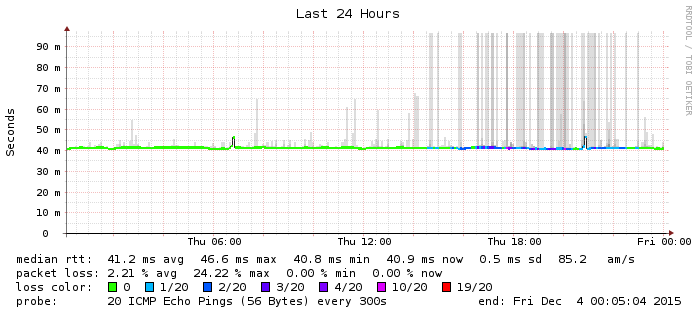 Last 24 Hours
RRDTOOL / TOBI OETIKER
Seconds
90 m
80 m
70 m
60 m
50 m
40 m
30 m
20 m
10 m
0
Thu 06:00 Thu 12:00 Thu 18:00 Fri 00:00
median rtt: 41.2 ms avg 46.6 ms max 40.8 ms min 40.9 ms now 0.5 ms sd 85.2 am/s
packet loss: 2.21 % avg 24.22 % max 0.00 % min 0.00 % now
loss color: 0 1/20 2/20 3/20 4/20 10/20 19/20
probe: 20 ICMP Echo Pings (56 Bytes) every 300s end: Fri Dec 4 00:05:04 2015